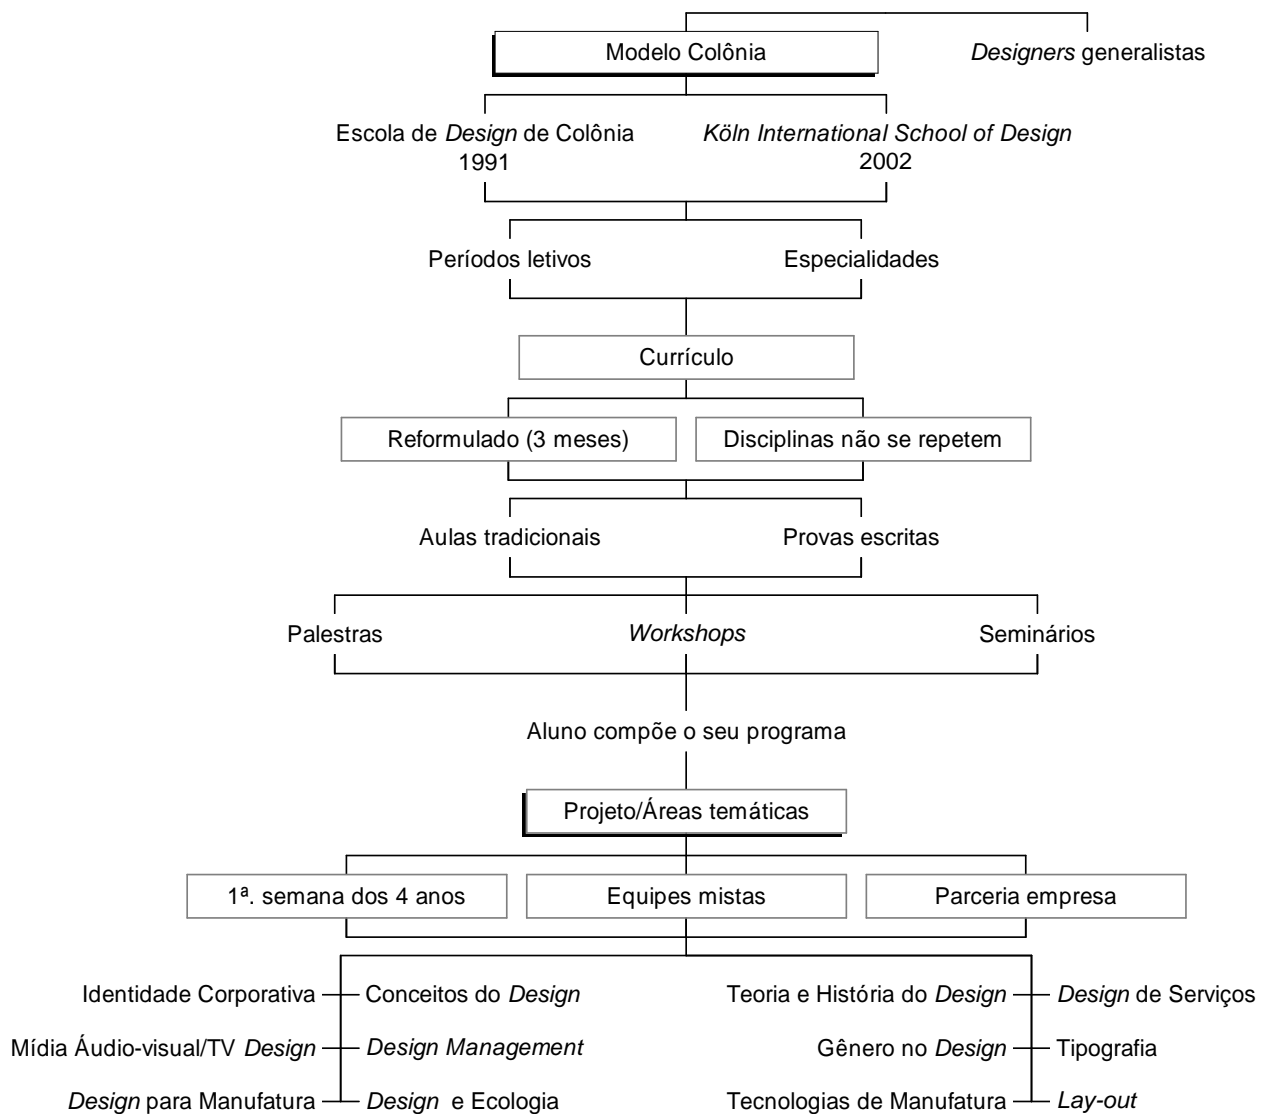 Modelo Colônia
Designers generalistas
Escola de Design de Colônia
1991
Köln International School of Design
2002
Períodos letivos
Especialidades
Currículo
Reformulado (3 meses)
Disciplinas não se repetem
Aulas tradicionais
Provas escritas
Palestras
Workshops
Seminários
Aluno compõe o seu programa
Projeto/Áreas temáticas
1ª. semana dos 4 anos
Equipes mistas
Parceria empresa
Identidade Corporativa
Conceitos do Design
Teoria e História do Design
Design de Serviços
Mídia Áudio-visual/TV Design
Design Management
Gênero no Design
Tipografia
Design para Manufatura
Design e Ecologia
Tecnologias de Manufatura
Lay-out